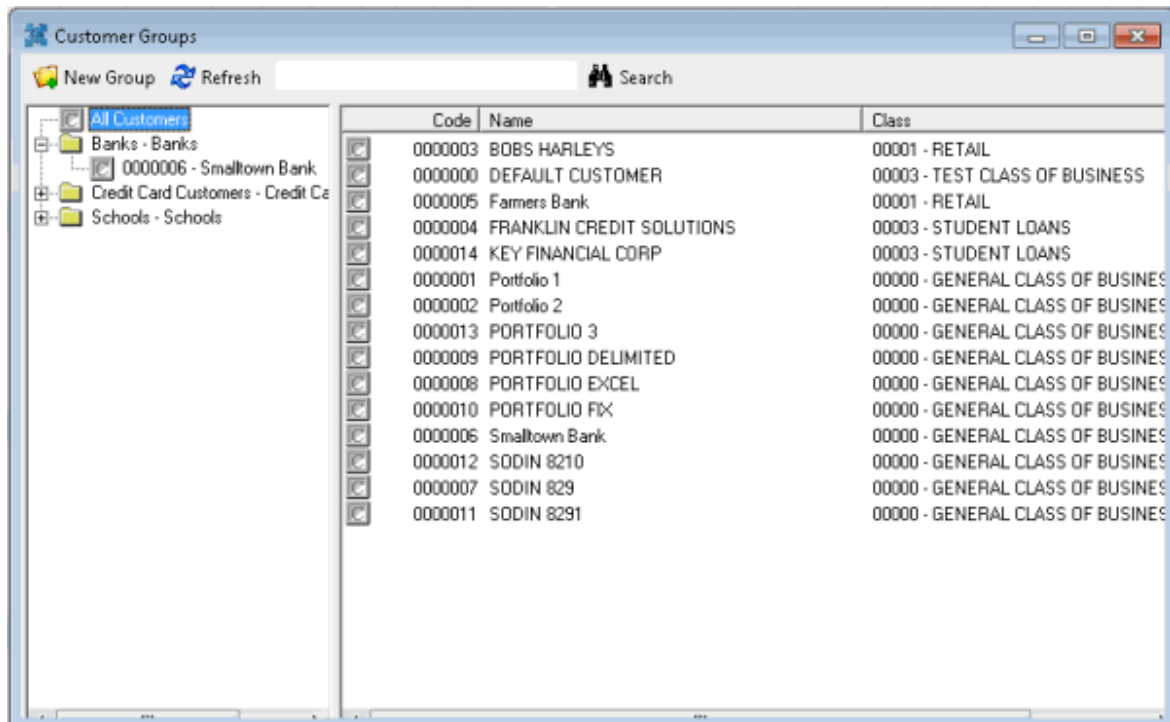 Customer Groups
New Group Refresh Search
All Customers
Banks - Banks
0000006 - Smalltown Bank
Credit Card Customers - Credit Ca
Schools - Schools
Code Name Class
0000003 BOBS HARLEYS 00001 - RETAIL
0000000 DEFAULT CUSTOMER 00003 - TEST CLASS OF BUSINESS
0000005 Farmers Bank 00001 - RETAIL
0000004 FRANKLIN CREDIT SOLUTIONS 00003 - STUDENT LOANS
0000014 KEY FINANCIAL CORP 00003 - STUDENT LOANS
0000001 Portfolio 1 00000 - GENERAL CLASS OF BUSINES
0000002 Portfolio 2 00000 - GENERAL CLASS OF BUSINES
0000013 PORTFOLIO 3 00000 - GENERAL CLASS OF BUSINES
0000009 PORTFOLIO DELIMITED 00000 - GENERAL CLASS OF BUSINES
0000008 PORTFOLIO EXCEL 00000 - GENERAL CLASS OF BUSINES
0000010 PORTFOLIO FIX 00000 - GENERAL CLASS OF BUSINES
0000006 Smalltown Bank 00000 - GENERAL CLASS OF BUSINES
0000012 SODIN 8210 00000 - GENERAL CLASS OF BUSINES
0000007 SODIN 829 00000 - GENERAL CLASS OF BUSINES
0000011 SODIN 8291 00000 - GENERAL CLASS OF BUSINES